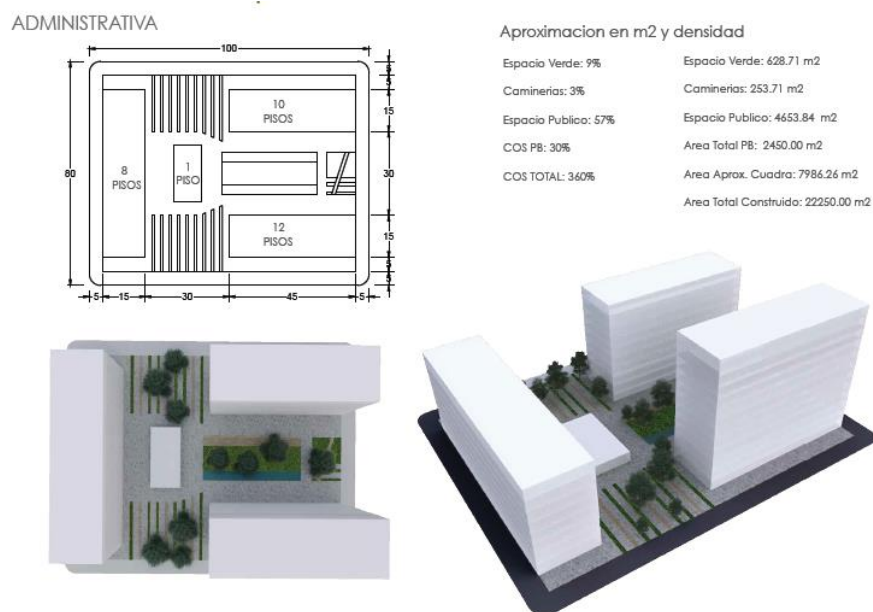 ADMINISTRATIVA
100
5
5
10
PISOS
15
80
8
PISOS
1
PISO
30
12
PISOS
15
5
5
5
15
30
45
5
Aproximacion en m2 y densidad
Espacio Verde: 9%
Espacio Verde: 628.71 m2
Caminerias: 3%
Caminerias: 253.71 m2
Espacio Publico: 57%
Espacio Publico: 4653.84 m2
COS PB: 30%
Area Total PB: 2450.00 m2
COS TOTAL: 360%
Area Aprox. Cuadra: 7986.26 m2
Area Total Construido: 22250.00 m2